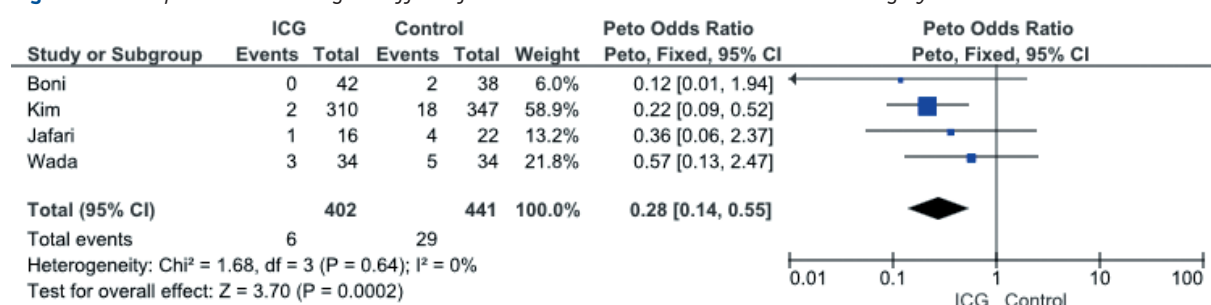 ICG Control Peto Odds Ratio Peto Odds Ratio
Study or Subgroup Events Total Events Total Weight Peto, Fixed, 95% CI Peto, Fixed, 95% CI
Boni 0 42 2 38 6.0% 0.12 [0.01, 1.94]
Kim 2 310 18 347 58.9% 0.22 [0.09, 0.52]
Jafari 1 16 4 22 13.2% 0.36 [0.06, 2.37]
Wada 3 34 5 34 21.8% 0.57 [0.13, 2.47]
Total (95% CI) 402 441 100.0% 0.28 [0.14, 0.55]
Total events 6 29
Heterogeneity: Chi² = 1.68, df = 3 (P = 0.64); I² = 0%
Test for overall effect: Z = 3.70 (P = 0.0002)
0.01 0.1 1 10 100
ICG Control